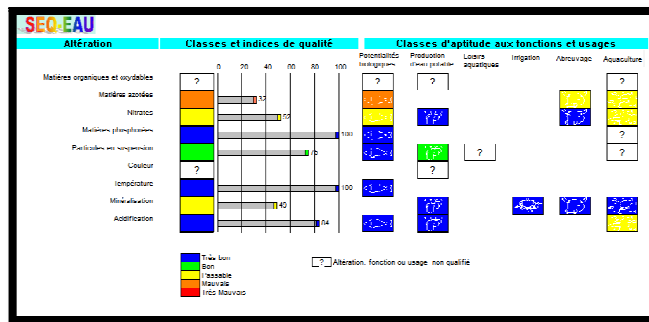 SEQ-EAU
Altération Classes et indices de qualité Classes d'aptitude aux fonctions et usages
0 20 40 60 80 100
Potentialités biologiques Production d'eau potable Loisirs aquatiques Irrigation Abreuvage Aquaculture
Matières organiques et oxydables ? ? ? ?
Matières azotées 32
Nitrates 52
Matières phosphorées 100 ?
Particules en suspension 75 ? ?
Couleur ? ?
Température 100
Minéralisation
Acidification 84
Très bon
Bon
Passable
Mauvais
Très Mauvais
? Altération, fonction ou usage non qualifié